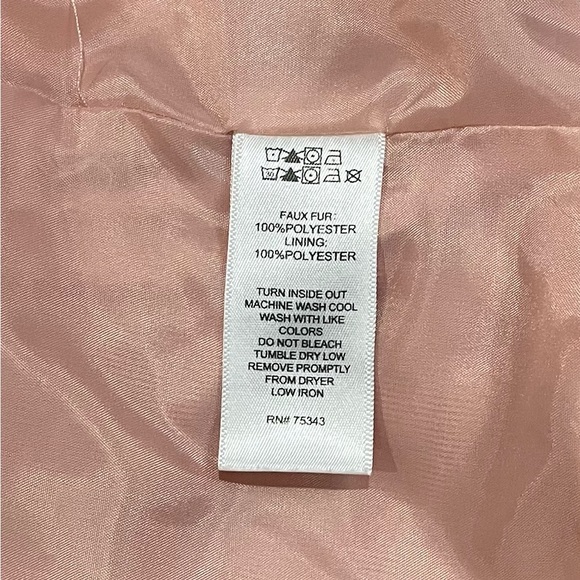 FAUX FUR:
100%POLYESTER
LINING:
100%POLYESTER
TURN INSIDE OUT
MACHINE WASH COOL
WASH WITH LIKE
COLORS
DO NOT BLEACH
TUMBLE DRY LOW
REMOVE PROMPTLY
FROM DRYER
LOW IRON
RN# 75343